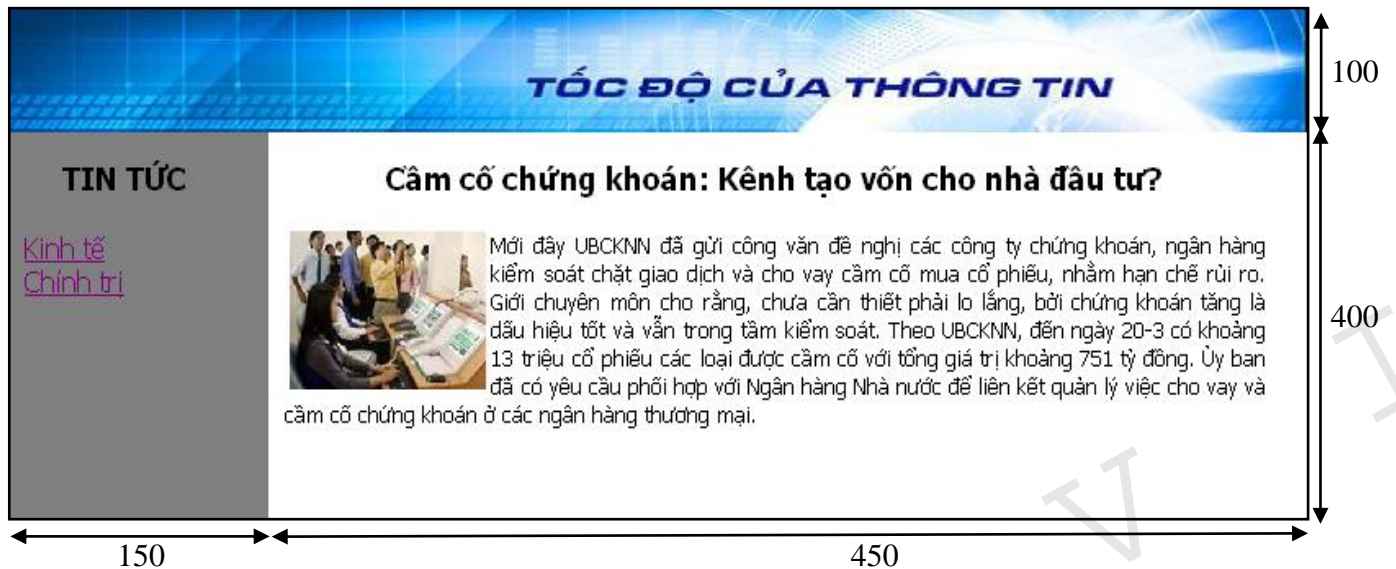 TỐC ĐỘ CỦA THÔNG TIN
100
TIN TỨC
Kinh tế
Chính trị
Cầm cố chứng khoán: Kênh tạo vốn cho nhà đầu tư?
Mới đây UBCKNN đã gửi công văn đề nghị các công ty chứng khoán, ngân hàng
kiểm soát chặt giao dịch và cho vay cầm cố mua cổ phiếu, nhằm hạn chế rủi ro.
Giới chuyên môn cho rằng, chưa cần thiết phải lo lắng, bởi chứng khoán tăng là
dấu hiệu tốt và vẫn trong tầm kiểm soát. Theo UBCKNN, đến ngày 20-3 có khoảng
13 triệu cổ phiếu các loại được cầm cố với tổng giá trị khoảng 751 tỷ đồng. Ủy ban
đã có yêu cầu phối hợp với Ngân hàng Nhà nước để liên kết quản lý việc cho vay và
cầm cố chứng khoán ở các ngân hàng thương mại.
400
150
450
V